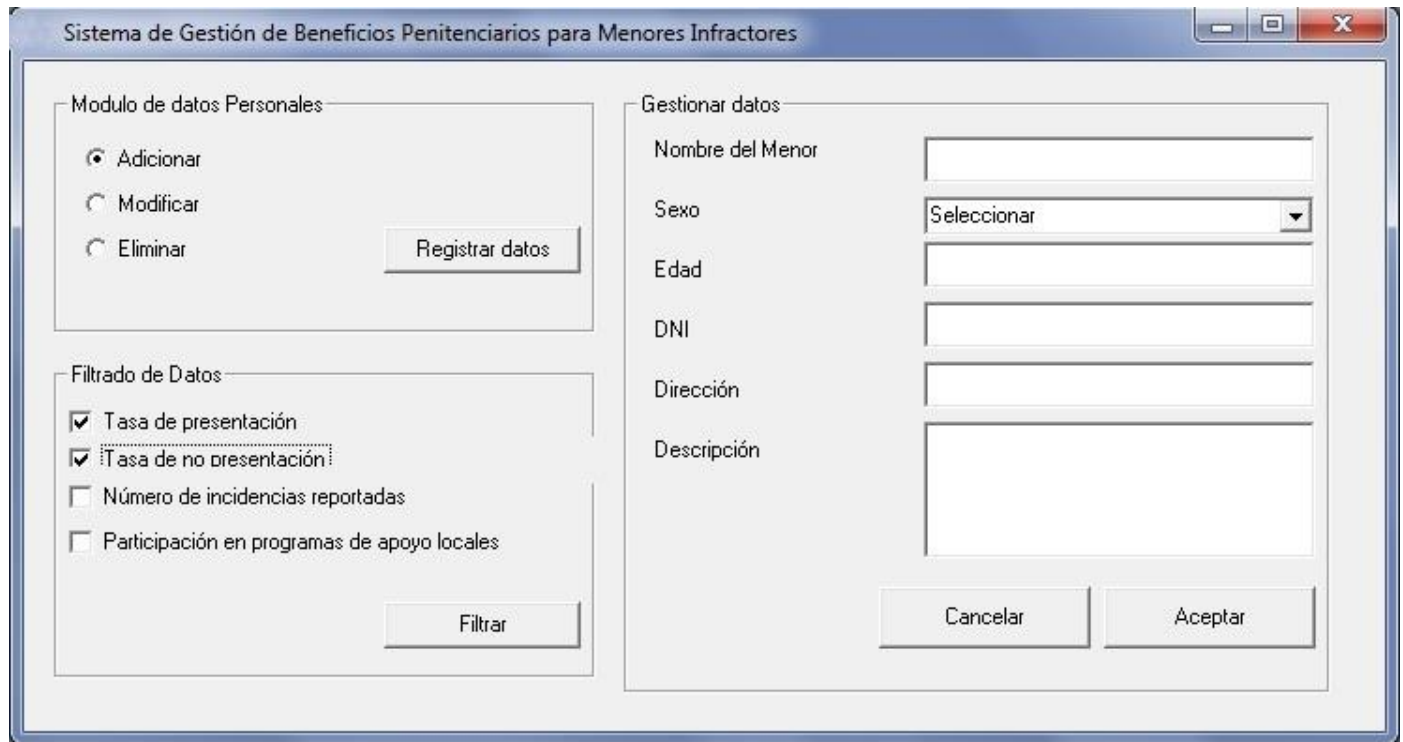 Sistema de Gestión de Beneficios Penitenciarios para Menores Infractores
Modulo de datos Personales
Adicionar
Modificar
Eliminar
Registrar datos
Filtrado de Datos
Tasa de presentación
Tasa de no presentación
Número de incidencias reportadas
Participación en programas de apoyo locales
Filtrar
Gestionar datos
Nombre del Menor
Sexo
Seleccionar
Edad
DNI
Dirección
Descripción
Cancelar
Aceptar